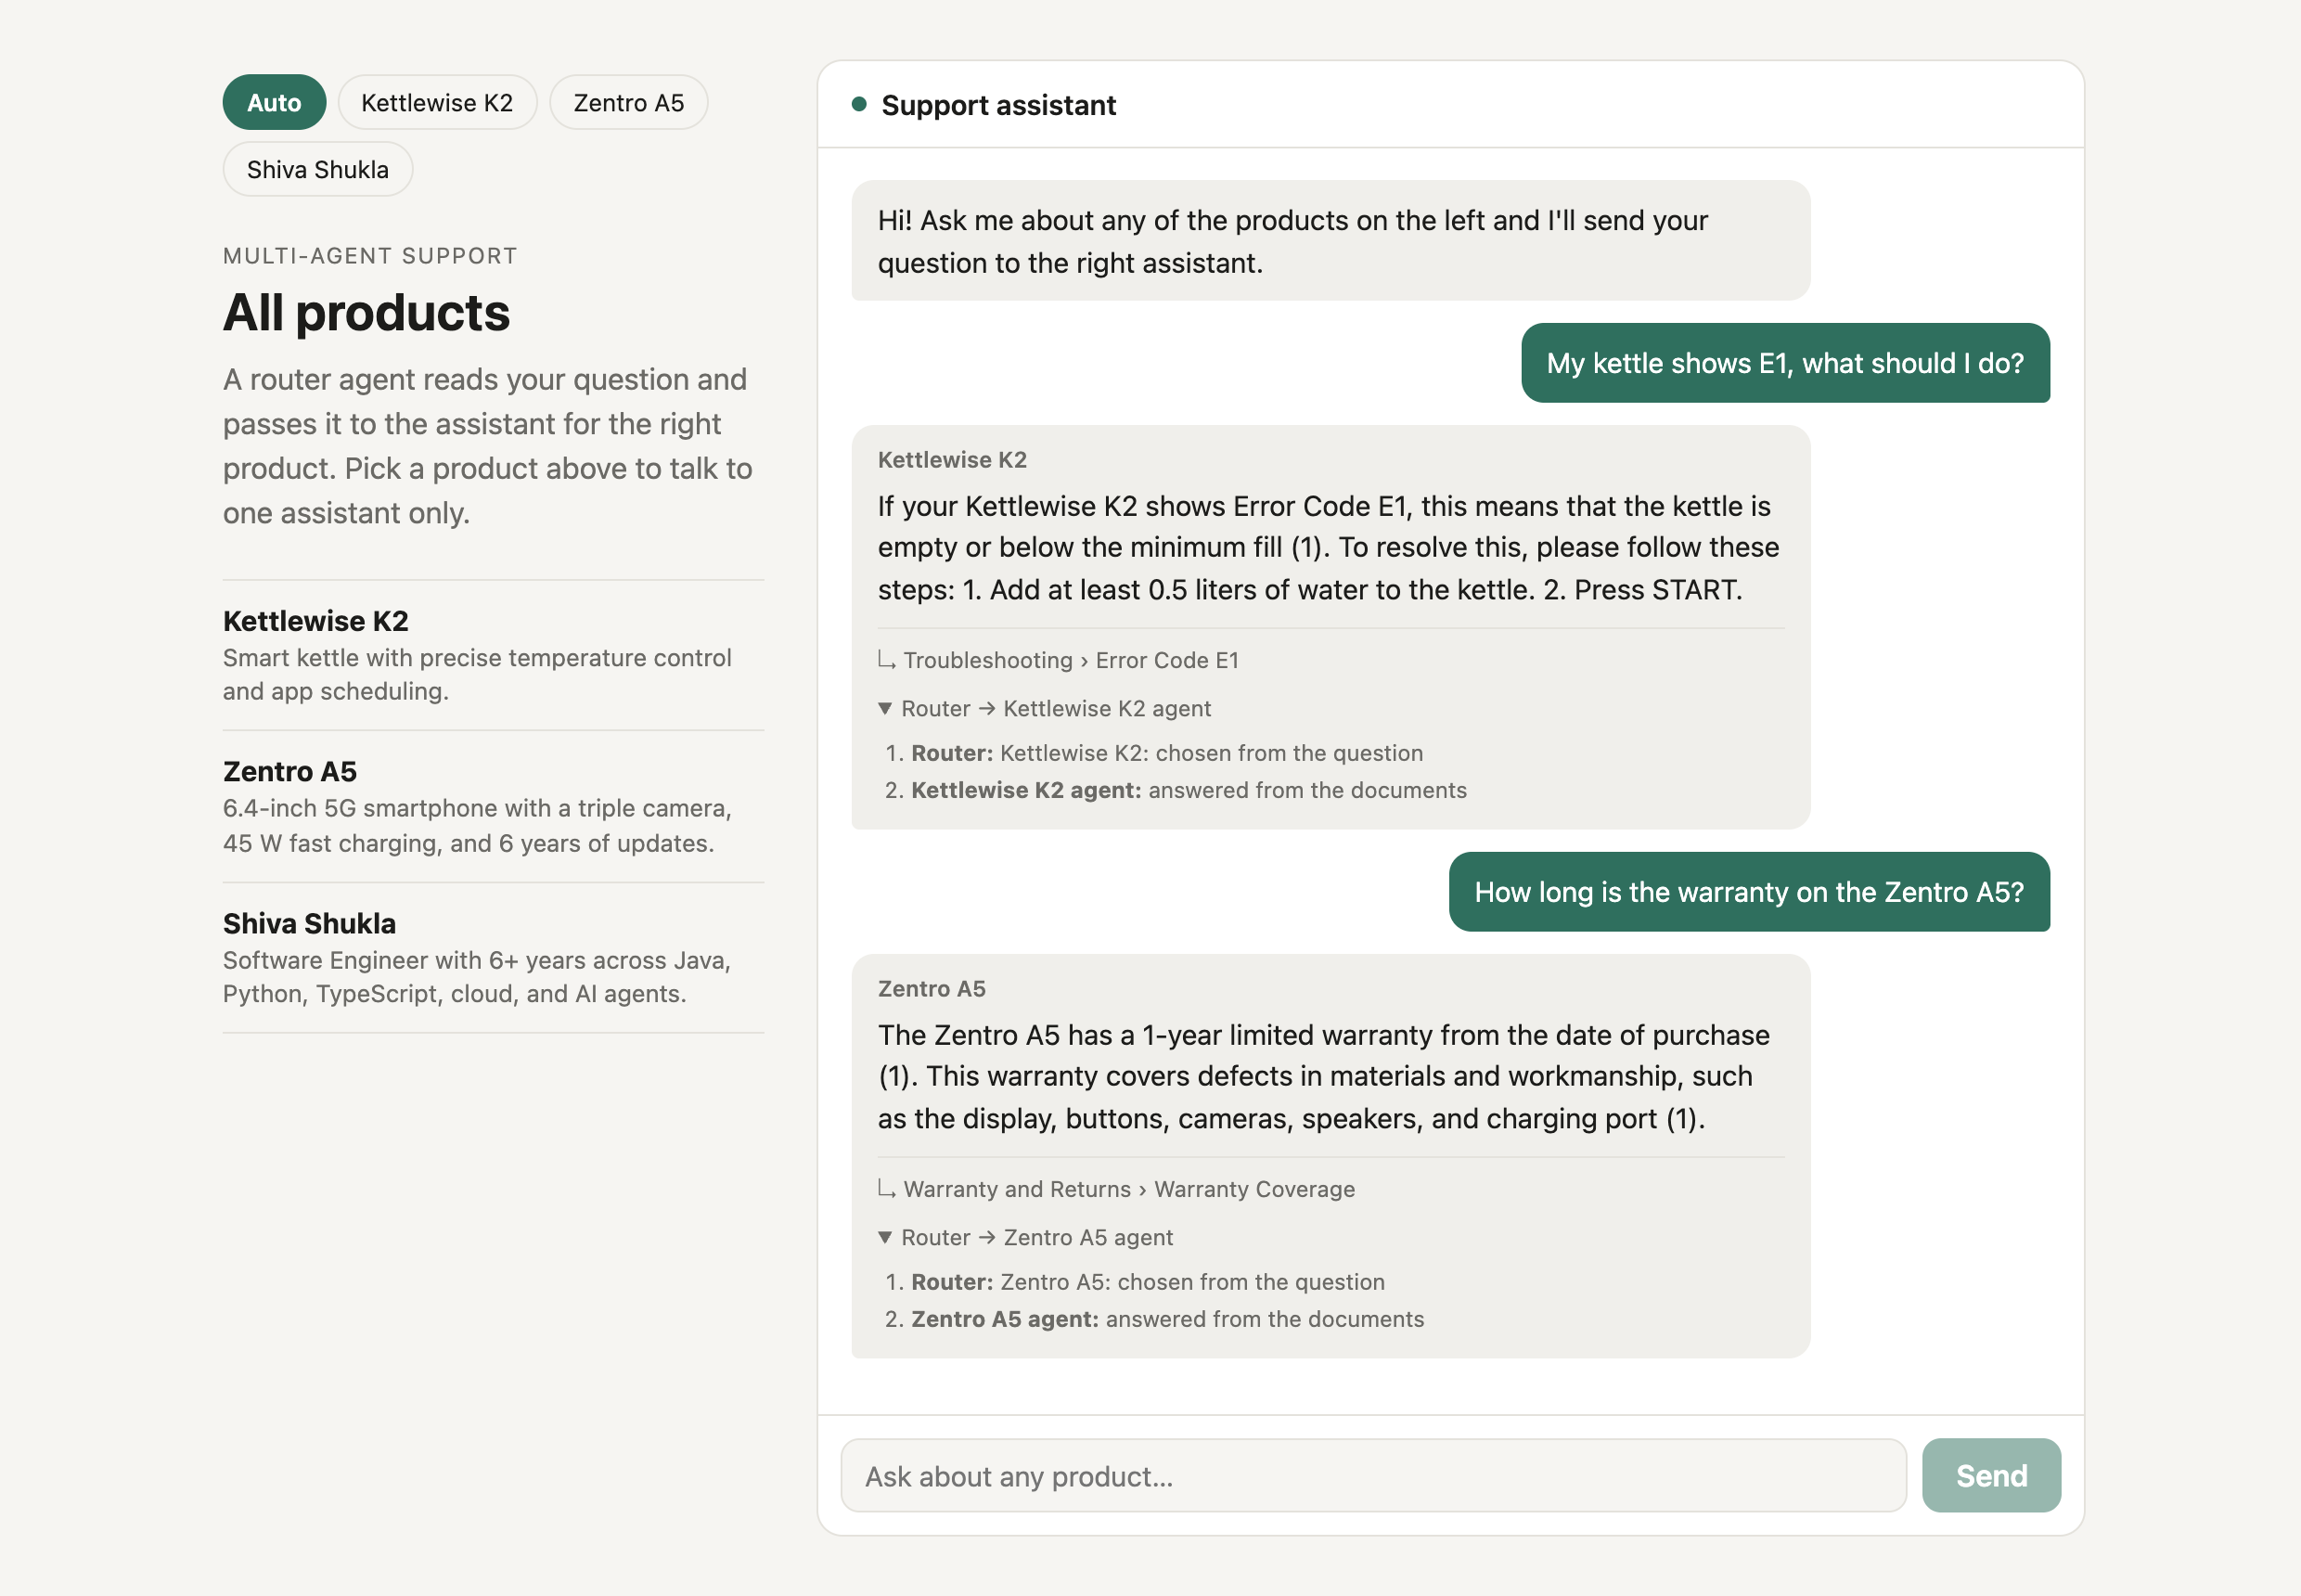 Auto
Kettlewise K2
Zentro A5
Shiva Shukla
MULTI-AGENT SUPPORT
All products
A router agent reads your question and
passes it to the assistant for the right
product. Pick a product above to talk to
one assistant only.
Kettlewise K2
Smart kettle with precise temperature control
and app scheduling.
Zentro A5
6.4-inch 5G smartphone with a triple camera,
45 W fast charging, and 6 years of updates.
Shiva Shukla
Software Engineer with 6+ years across Java,
Python, TypeScript, cloud, and AI agents.
Support assistant
Hi! Ask me about any of the products on the left and I'll send your
question to the right assistant.
My kettle shows E1, what should I do?
Kettlewise K2
If your Kettlewise K2 shows Error Code E1, this means that the kettle is
empty or below the minimum fill (1). To resolve this, please follow these
steps: 1. Add at least 0.5 liters of water to the kettle. 2. Press START.
Troubleshooting › Error Code E1
▼ Router → Kettlewise K2 agent
1. Router: Kettlewise K2: chosen from the question
2. Kettlewise K2 agent: answered from the documents
How long is the warranty on the Zentro A5?
Zentro A5
The Zentro A5 has a 1-year limited warranty from the date of purchase
(1). This warranty covers defects in materials and workmanship, such
as the display, buttons, cameras, speakers, and charging port (1).
Warranty and Returns › Warranty Coverage
▼ Router → Zentro A5 agent
1. Router: Zentro A5: chosen from the question
2. Zentro A5 agent: answered from the documents
Ask about any product...
Send